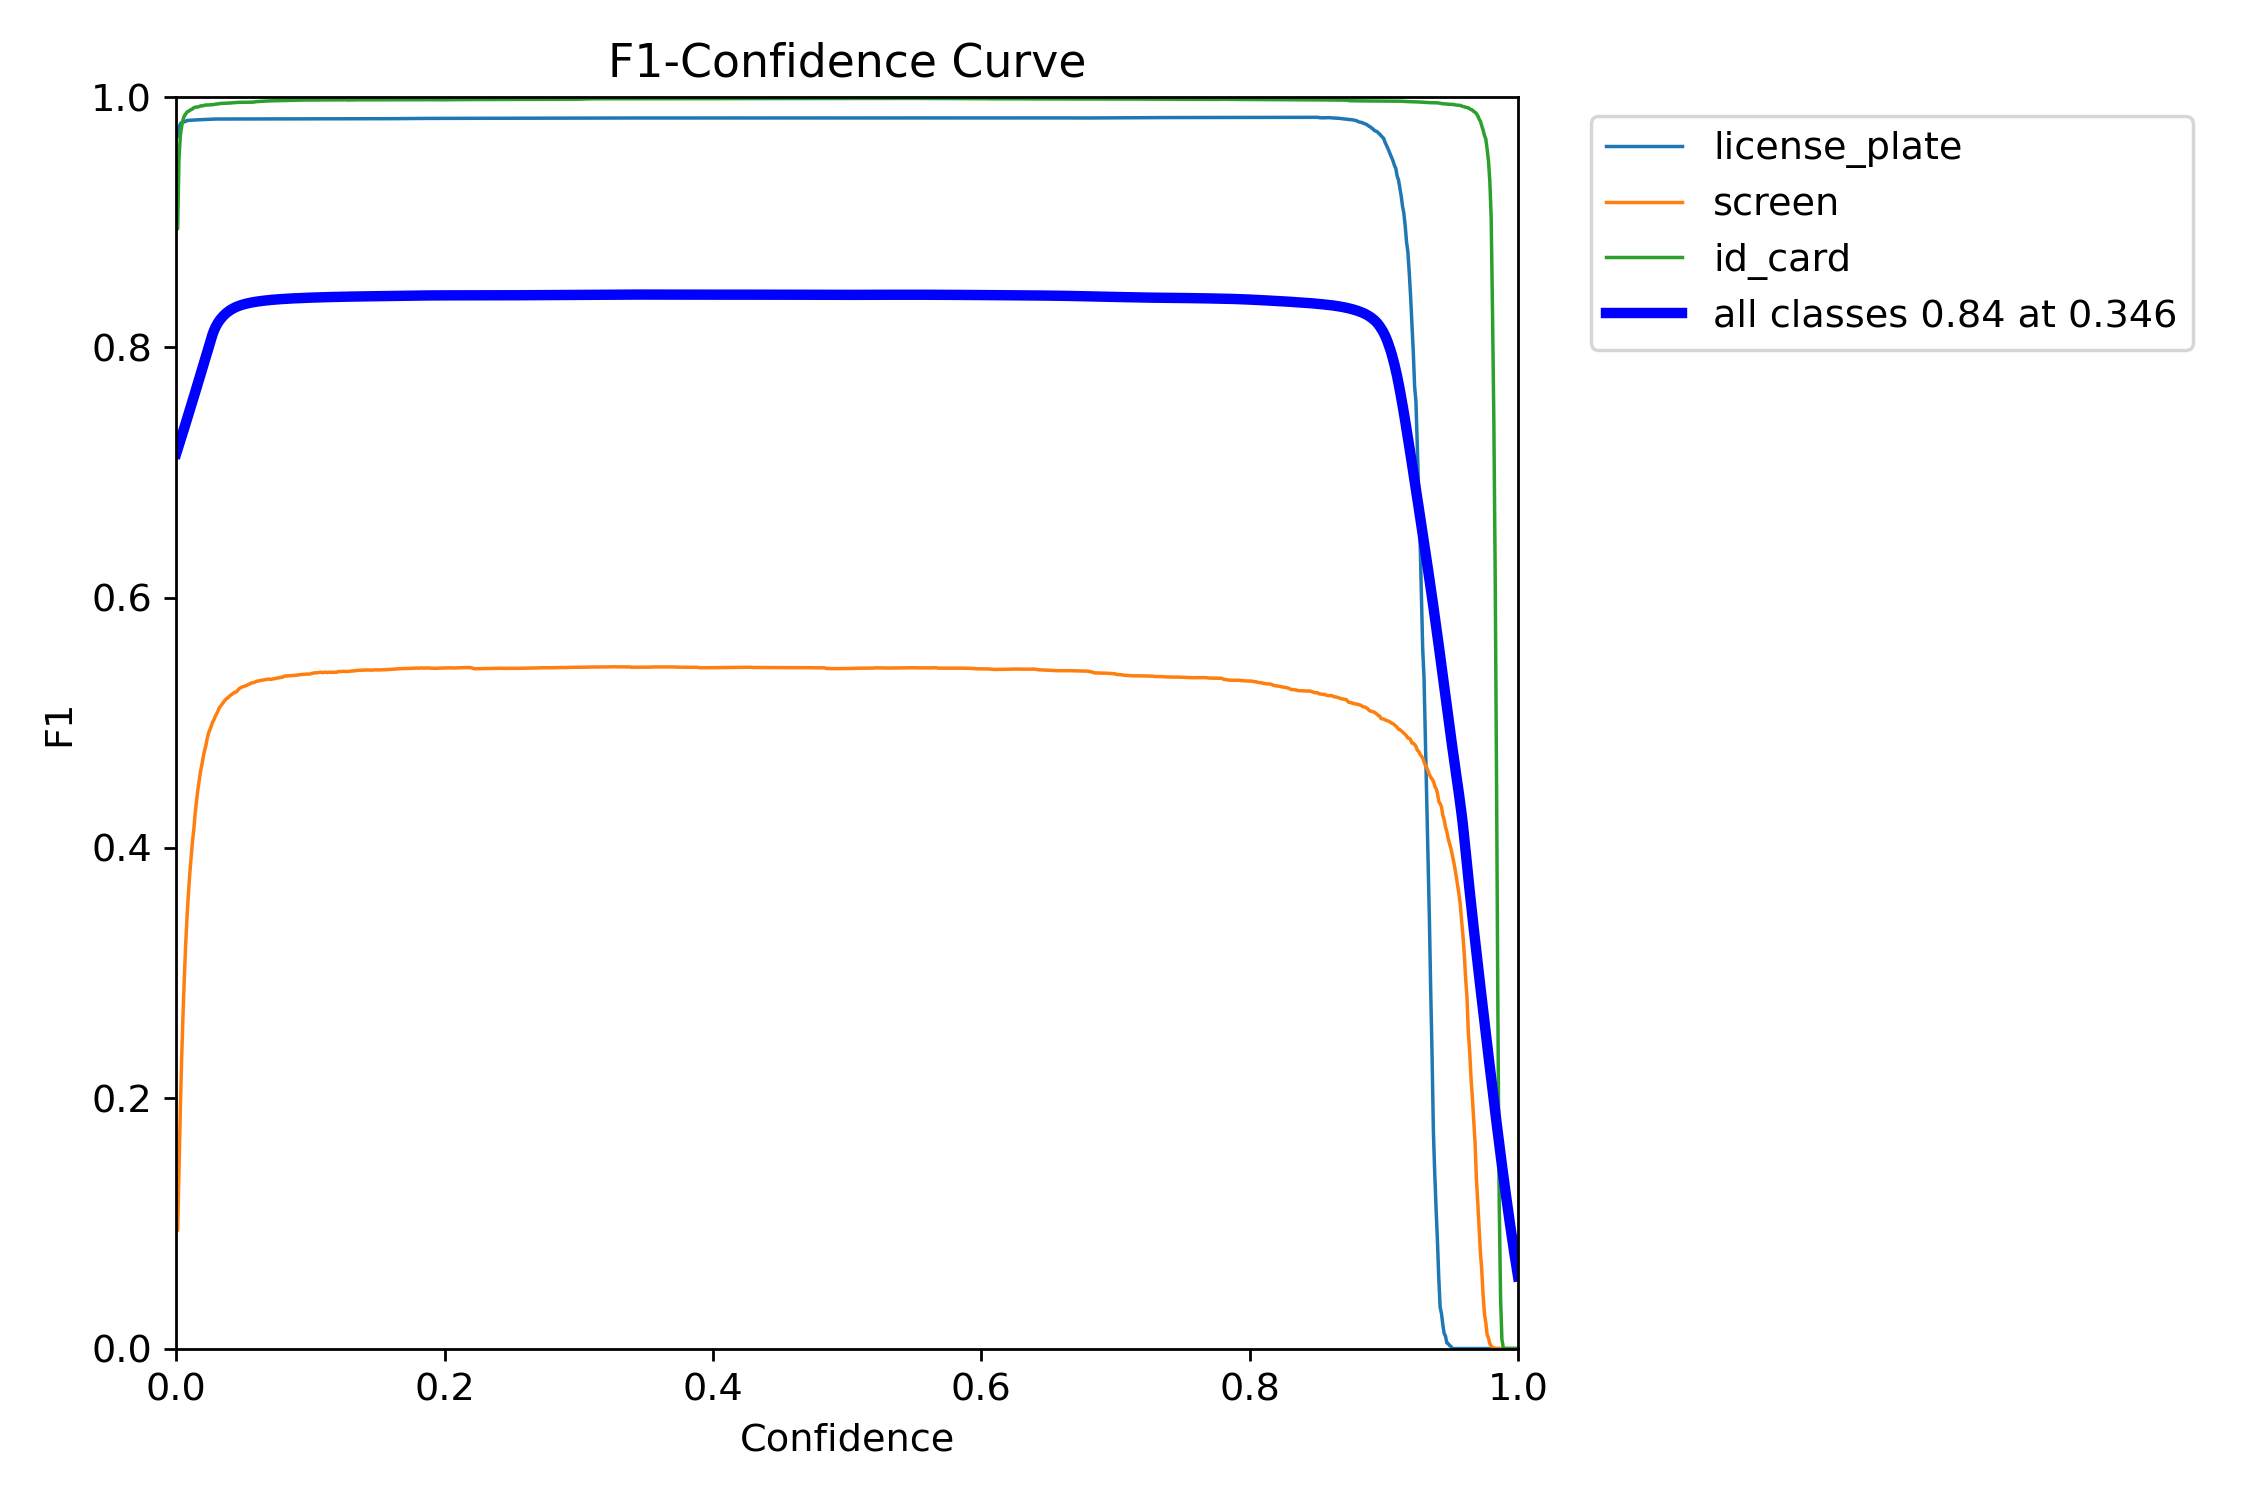 F1-Confidence Curve
1.0
0.8
0.6
0.4
0.2
0.0
F1
0.0 0.2 0.4 0.6 0.8 1.0
Confidence
license_plate
screen
id_card
all classes 0.84 at 0.346